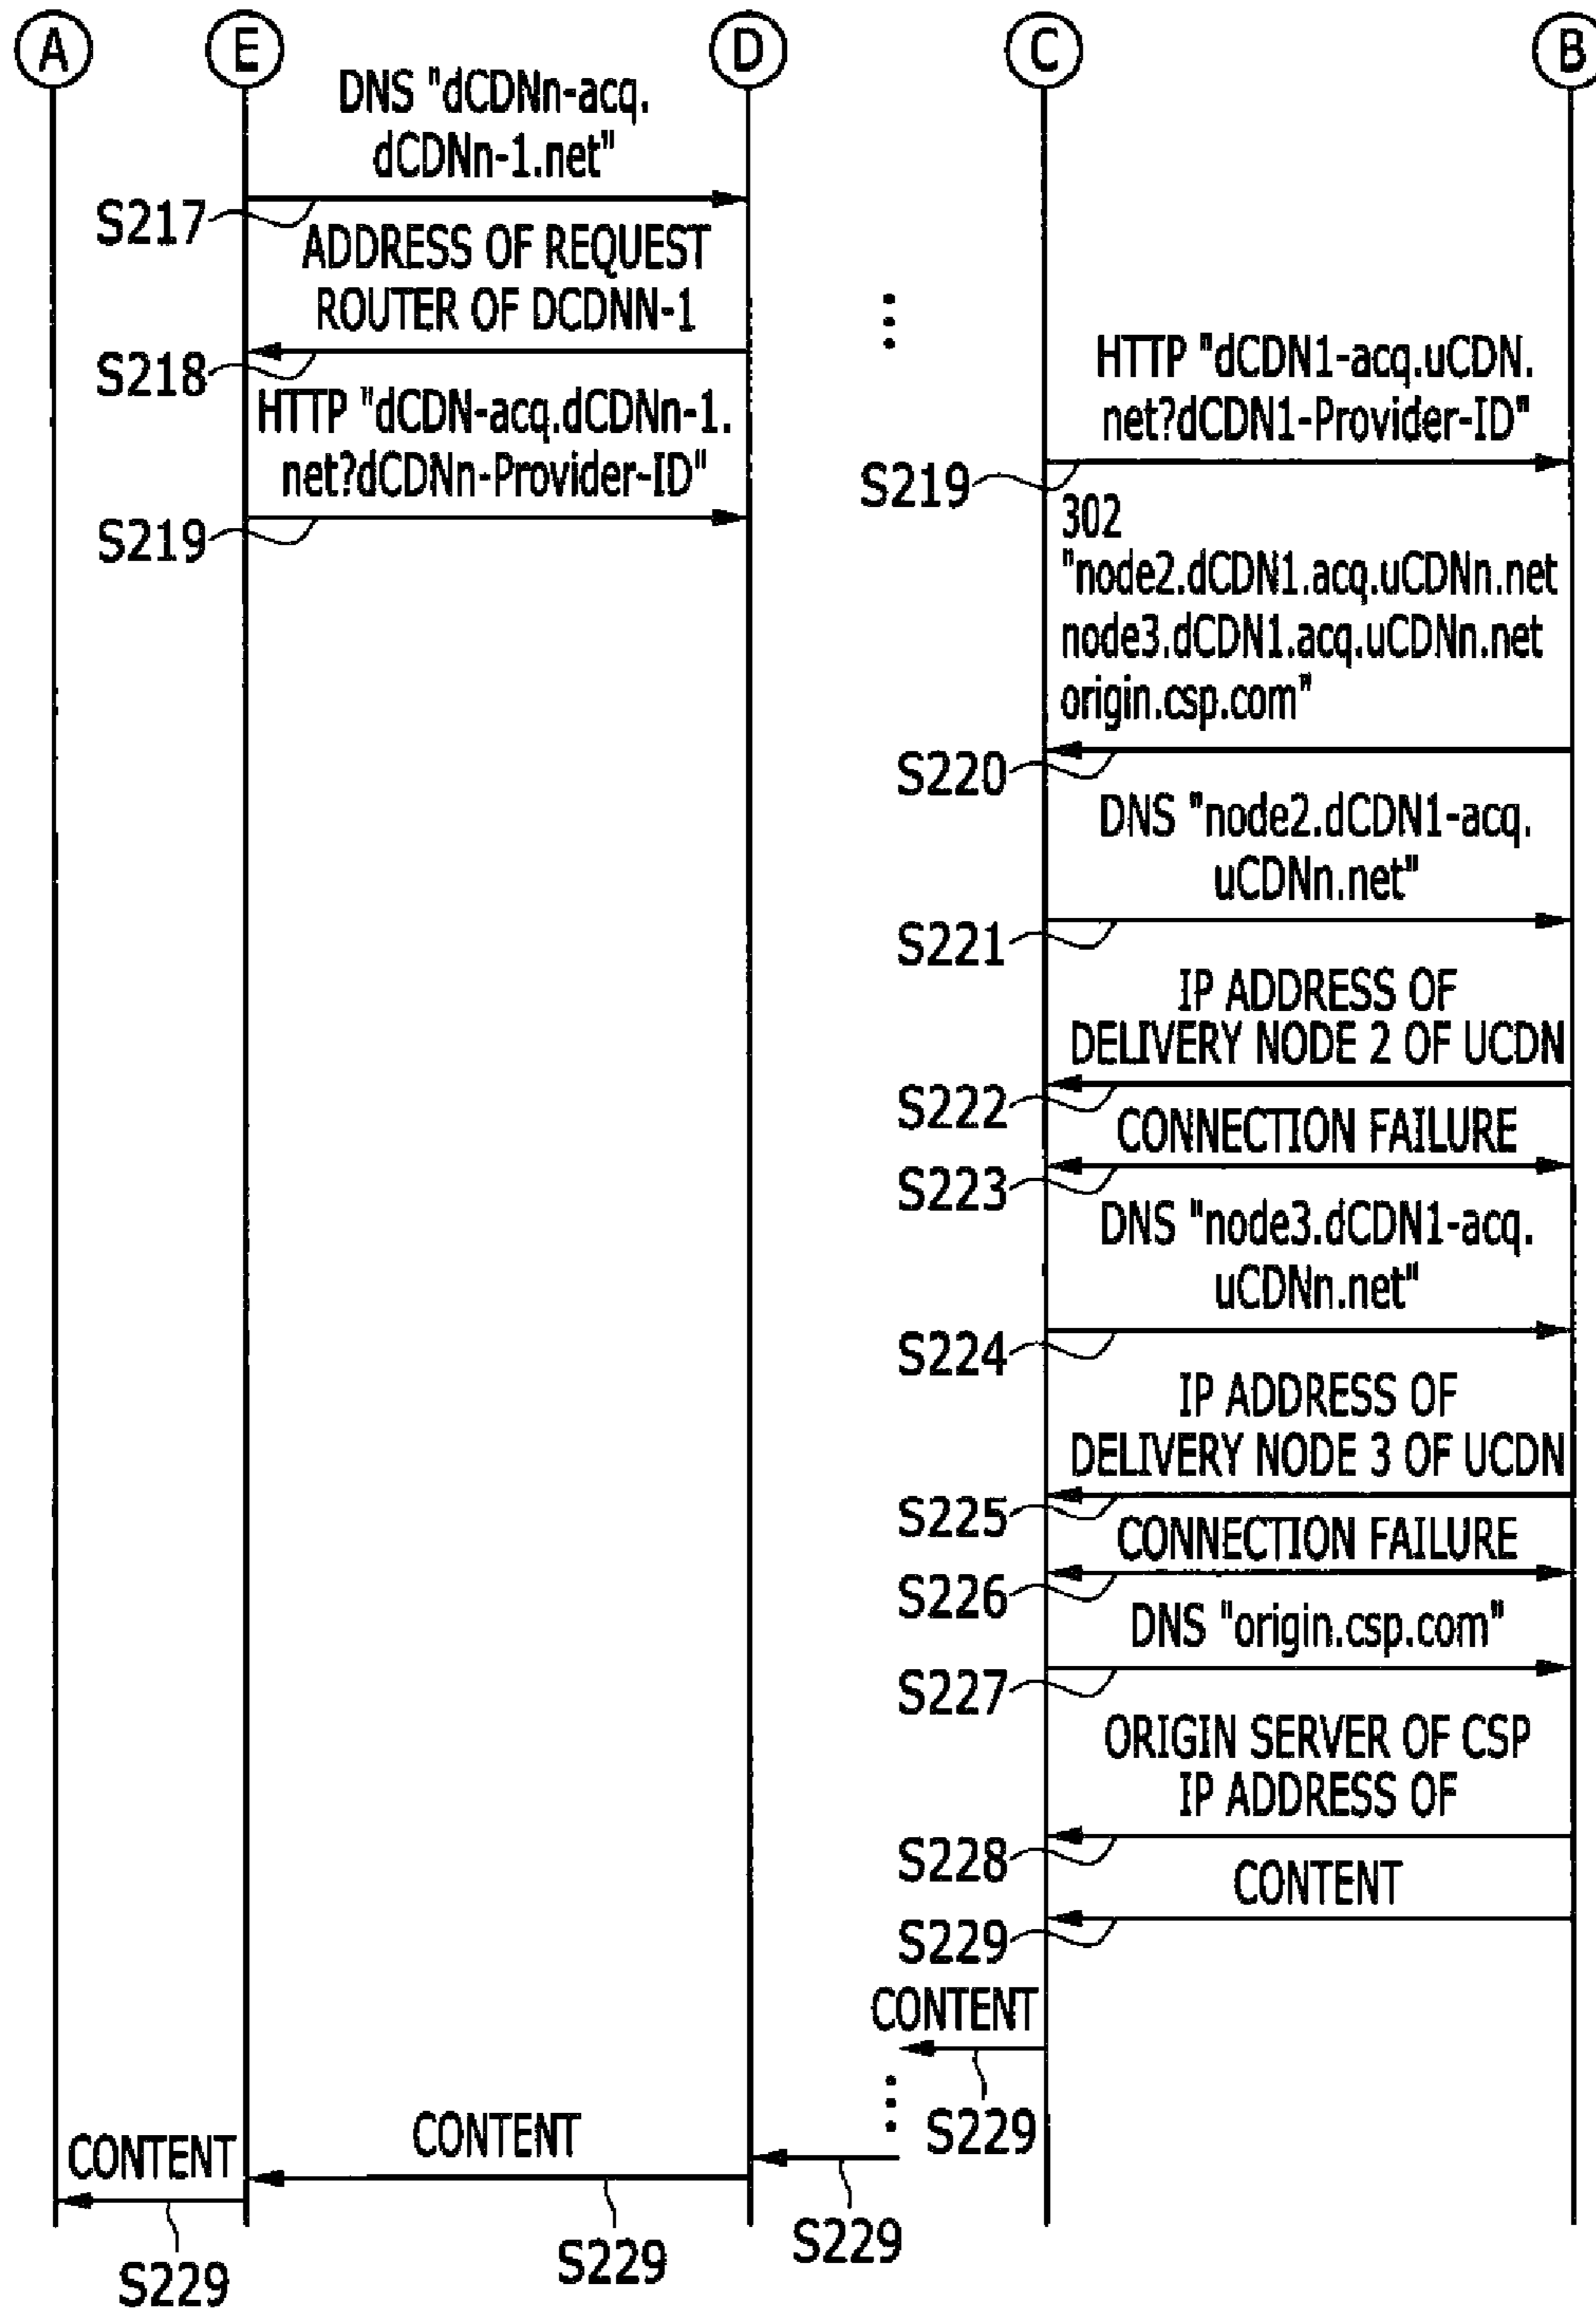 A
E
D
C
B
DNS "dCDNn-acq.
dCDNn-1.net"
S217
ADDRESS OF REQUEST
ROUTER OF DCDNN-1
S218
HTTP "dCDN-acq.dCDNn-1.
net?dCDNn-Provider-ID"
S219
HTTP "dCDN1-acq.uCDN.
net?dCDN1-Provider-ID"
S219
302
"node2.dCDN1.acq.uCDNn.net
node3.dCDN1.acq.uCDNn.net
origin.csp.com"
S220
DNS "node2.dCDN1-acq.
uCDNn.net"
S221
IP ADDRESS OF
DELIVERY NODE 2 OF UCDN
S222
CONNECTION FAILURE
S223
DNS "node3.dCDN1-acq.
uCDNn.net"
S224
IP ADDRESS OF
DELIVERY NODE 3 OF UCDN
S225
CONNECTION FAILURE
S226
DNS "origin.csp.com"
S227
ORIGIN SERVER OF CSP
IP ADDRESS OF
S228
CONTENT
S229
CONTENT
S229
CONTENT
CONTENT
S229
S229
S229